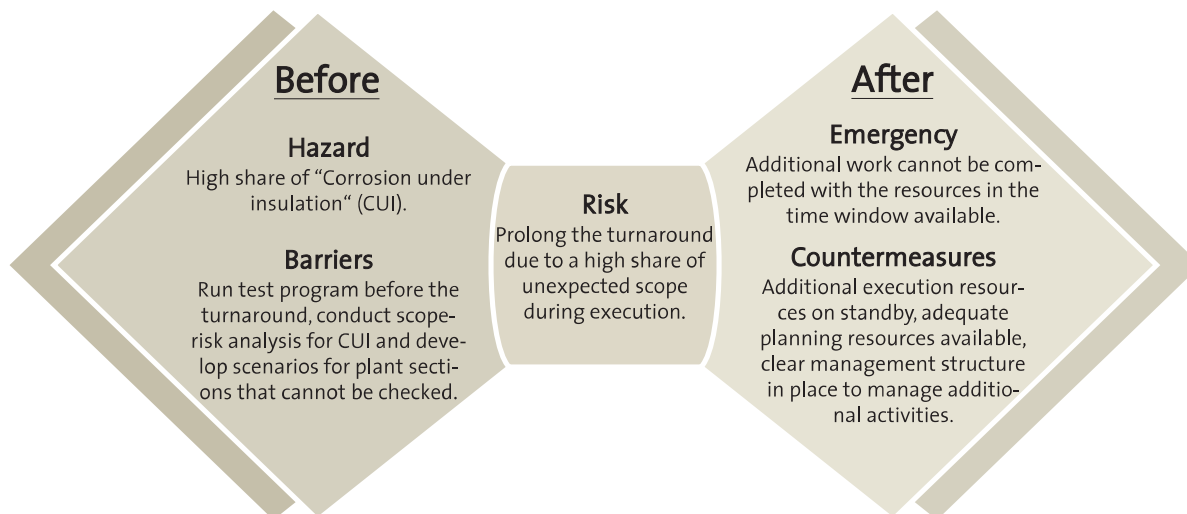 Before
Hazard
High share of “Corrosion under
insulation“ (CUI).
Barriers
Run test program before the
turnaround, conduct scope-
risk analysis for CUI and deve-
lop scenarios for plant secti-
ons that cannot be checked.
Risk
Prolong the turnaround
due to a high share of
unexpected scope
during execution.
After
Emergency
Additional work cannot be com-
pleted with the resources in the
time window available.
Countermeasures
Additional execution resour-
ces on standby, adequate
planning resources available,
clear management structure
in place to manage additio-
nal activities.